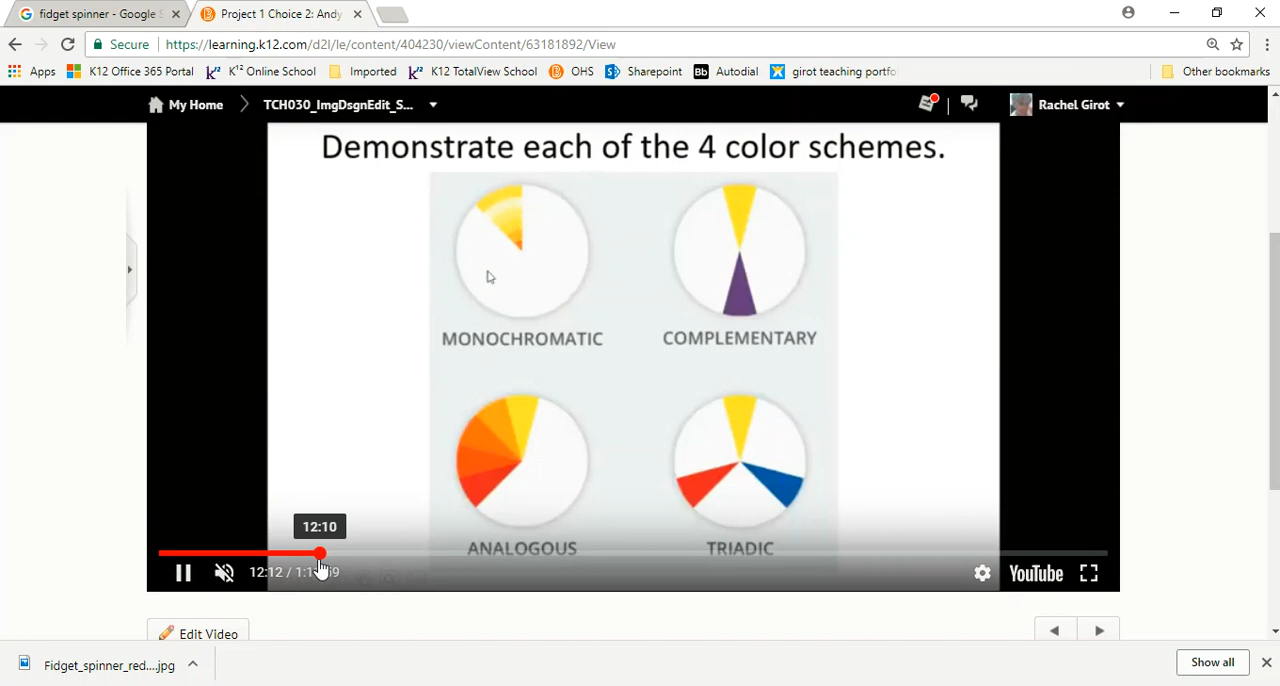 fidget spinner - Google S
Project 1 Choice 2: Andy
Secure
https://learning.k12.com/d2l/le/content/404230/viewContent/63181892/View
Apps
K12 Office 365 Portal
K¹² Online School
Imported
K12 TotalView School
OHS
Sharepoint
Bb Autodial
girot teaching portfo
Other bookmarks
My Home
TCH030_ImgDsgnEdit_S...
Rachel Girot
Demonstrate each of the 4 color schemes.
MONOCHROMATIC
COMPLEMENTARY
ANALOGOUS
TRIADIC
12:10
12:12
YouTube
Edit Video
Fidget_spinner_red....jpg
Show all